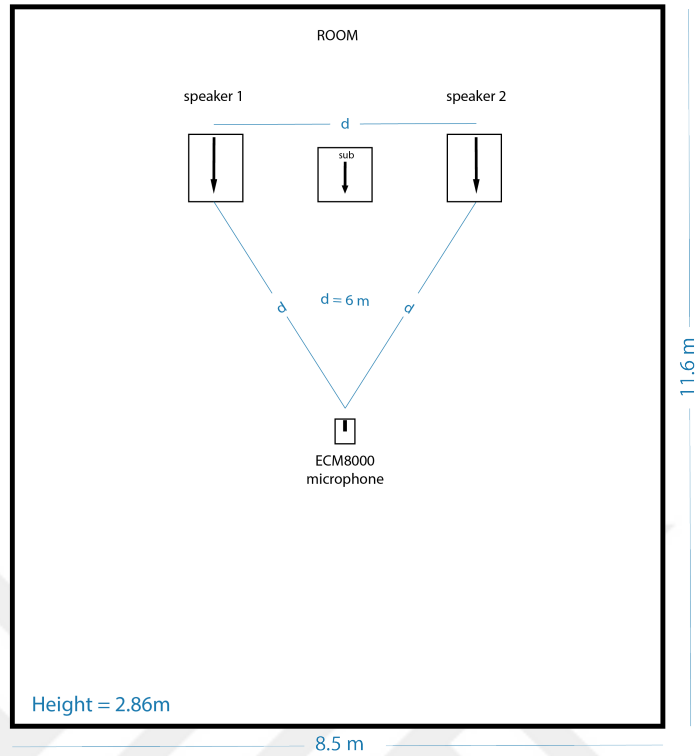 ROOM
speaker 1
speaker 2
d
sub
d = 6 m
d
d
ECM8000
microphone
11.6 m
Height = 2.86m
8.5 m